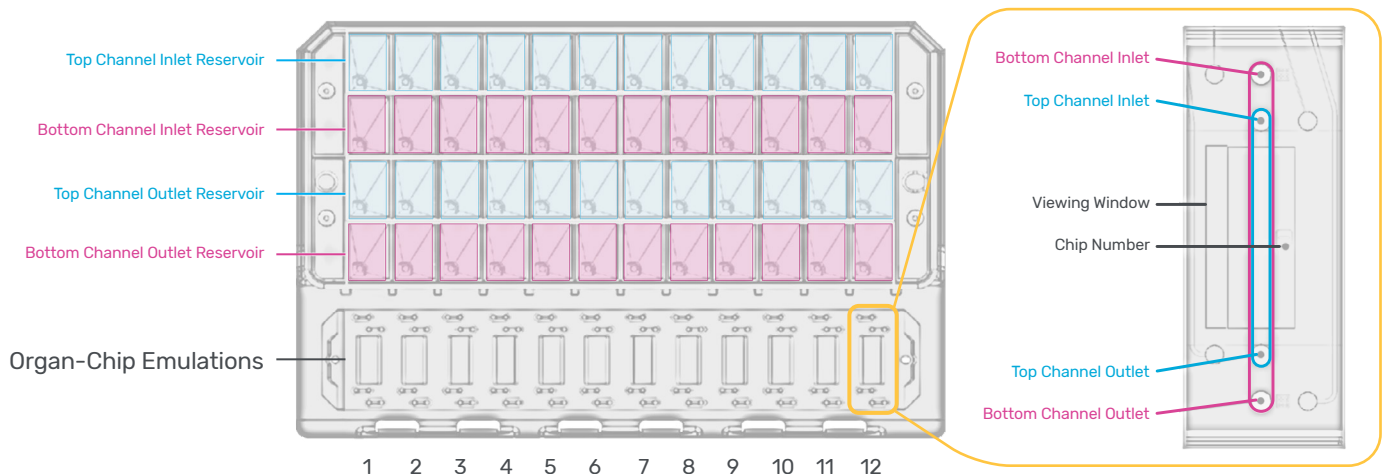 Top Channel Inlet Reservoir
Bottom Channel Inlet Reservoir
Top Channel Outlet Reservoir
Bottom Channel Outlet Reservoir
Organ-Chip Emulations
1 2 3 4 5 6 7 8 9 10 11 12
Bottom Channel Inlet
Top Channel Inlet
Viewing Window
Chip Number
Top Channel Outlet
Bottom Channel Outlet